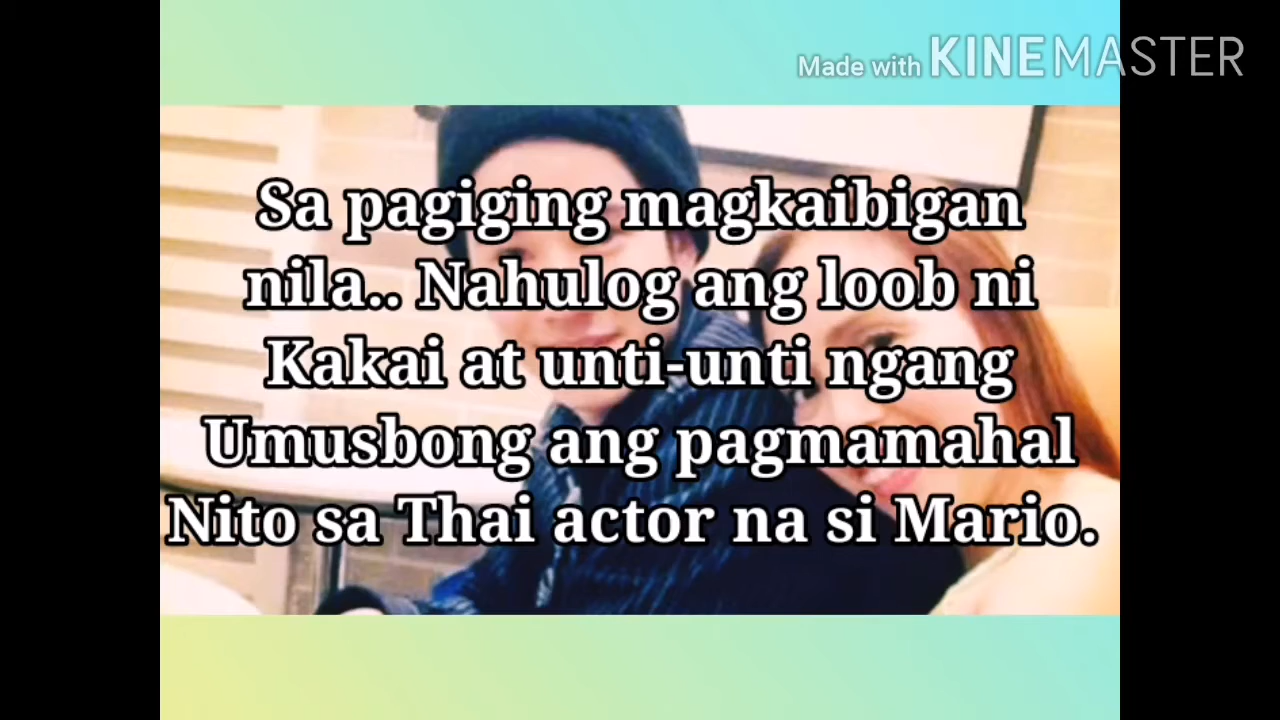 Made with KINEMASTER
Sa pagiging magkaibigan
nila.. Nahulog ang loob ni
Kakai at unti-unti ngang
Umusbong ang pagmamahal
Nito sa Thai actor na si Mario.